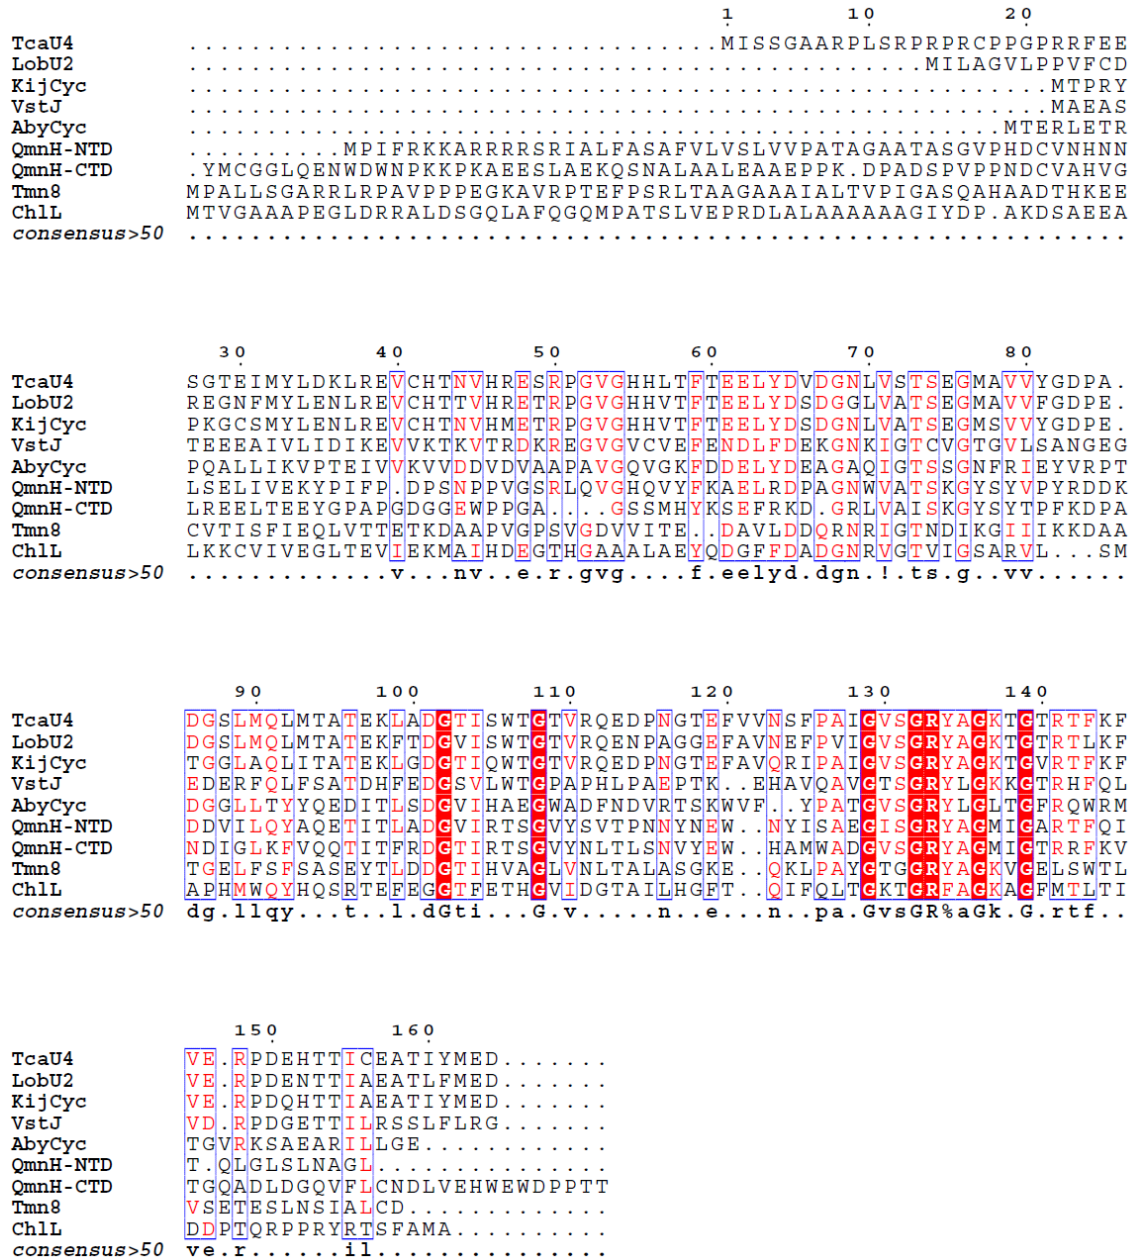 1 10 20
TcaU4 ..................................MISSGAARPLSRPRPRCPPGPRRFEE
LobU2 ...............................................MILAGVLPPVFCD
KijCyc .......................................................MTPRY
VstJ .......................................................MAEAS
AbyCyc ....................................................MTERLETR
QmnH-NTD ..........MPIFRKKARRRRSRIALFASAFVLVSLVVPATAGAATASGVPHDCVNHNN
QmnH-CTD .YMCGGLQENWDWNPKKPKAEESLAEKQSNALAALEAAEPPK.DPADSPVPPNDCVAHVG
Tmn8 MPALLSGARRLRPAVPPPPEGKAVRPTEFPSRLTAAGAAAIALTVPIGASQAHAADTHKEE
ChlL MTVGAAAPEGLDRRALDSGQLAFQGQMPATSLVEPRDLALAAAAAAGIYDP.AKDSAEEA
consensus>50 ............................................................
30 40 50 60 70 80
TcaU4 SGTEIMYLDKLREVCHTNVHRESRPGVGHHLTFTEELYDVDGNLVSTSEGMAVVYGDPA.
LobU2 REGNFMYLENLREVCHTTVHRETRPGVGHHVTFTEELYDSDGGLVATSEGMAVVFGDPE.
KijCyc PKGCSMYLENLREVCHTNVHMETRPGVGHHVTFTEELYDSDGNLVATSEGMSVVYGDPE.
VstJ TEEEAIVLIDIKEVVKTKVTRDKREGVGVCVEFENDLFDEKGNKIGTCVGTGVLSANGEG
AbyCyc PQALLIKVPTEIVVKVVDDVDVAAPAVGQVGKFDDELYDEAGAQIGTSSGNFRIEYVRPT
QmnH-NTD LSELIVEKYPIFP.DPSNPPVGSRLQVGHQVYFKAELRDPAGNWVATSKGYSYVPYRDDK
QmnH-CTD LREELTEEYGPAPGDGGEWPPGA....GSSMHYKSEFRKD.GRLVAISKGYSYTPFKDPA
Tmn8 CVTISFIEQLVTTETKDAAPVGPSVGDVVITE..DAVLDDQRNRIGTNDIKGIIIKKDAA
ChlL LKKCVIVEGLTEVIEKMAIHDEGTHGAAALAEYQDGFFDADGNRVGTVIGSARVL...SM
consensus>50 .............v...nv..e.r.gvg....f.eelyd.dgn.!.ts.g..vv......
90 100 110 120 130 140
TcaU4 DGSLMQLMTATEKLADGTISWTGTVRQEDPNGTEFVVNSFPAIGVSGRYAGKTGTRTFKF
LobU2 DGSLMQLMTATEKFTDGVISWTGTVRQENPAGGEFAVNEFPVIGVSGRYAGKTGTRTLKF
KijCyc TGGLAQLITATEKLGDGTIQWTGTVRQEDPNGTEFAVQRIPAIGVSGRYAGKTGVRTFKF
VstJ EDERFQLFSATDHFEDGSVLWTGPAPHLPAEPTK..EHAVQAVGTSGRYLGKKGTRHFQL
AbyCyc DGGLLTYYQEDITLSDGVIHAEGWADFNDVRTSKWVF..YPATGVSGRYLGLTGFRQWRM
QmnH-NTD DDVILQYAQETITLADGVIRTSGVYSVTPNNYNEW..NYISAEGISGRYAGMIGARTFQI
QmnH-CTD NDIGLKFVQQTITFRDGTIRTSGVYNLTLSNVYEW..HAMWADGVSGRYAGMIGTRRFKV
Tmn8 TGELFSFSASEYTLDDGTIHVAGLVNLTALASGKE..QKLPAYGTGGRYAGKVGELSWTL
ChlL APHMWQYHQSRTEFEGGTFETHGVIDGTAILHGFT..QIFQLTGKTGRFAGKAGFMTLTI
consensus>50 dg.llqy...t..l.dGti...G.v.....n..e..n..pa.GvsGR%aGk.G.rtf..
150 160
TcaU4 VE.RPDEHTTICEATIYMED.......
LobU2 VE.RPDENTTIAEATLFMED.......
KijCyc VE.RPDQHTTIAEATIYMED.......
VstJ VD.RPDGETTILRSSLFLRG.......
AbyCyc TGVRKSAEARILLGE............
QmnH-NTD T.QLGLSLNAGL...............
QmnH-CTD TGQADLDGQVFLCNDLVEHWEWDPPTT
Tmn8 VSETESLNSIALCD.............
ChlL DDPTQRPPRYRTSFAMA..........
consensus>50 ve.r......il...............